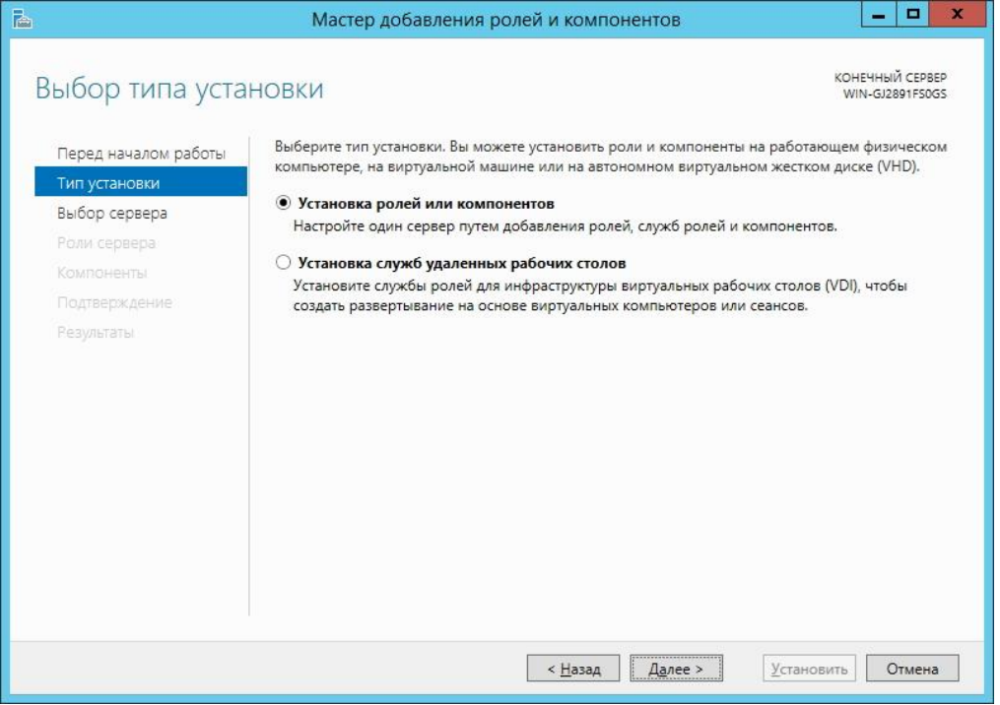 Мастер добавления ролей и компонентов
Выбор типа установки
КОНЕЧНЫЙ СЕРВЕР
WIN-GJ2891FS0GS
Перед началом работы
Тип установки
Выбор сервера
Роли сервера
Компоненты
Подтверждение
Результаты
Выберите тип установки. Вы можете установить роли и компоненты на работающем физическом
компьютере, на виртуальной машине или на автономном виртуальном жестком диске (VHD).
Установка ролей или компонентов
Настройте один сервер путем добавления ролей, служб ролей и компонентов.
Установка служб удаленных рабочих столов
Установите службы ролей для инфраструктуры виртуальных рабочих столов (VDI), чтобы
создать развертывание на основе виртуальных компьютеров или сеансов.
< Назад
Далее >
Установить
Отмена